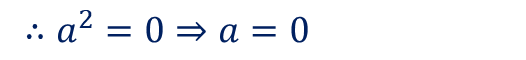 ∴ a² = 0 ⇒ a = 0